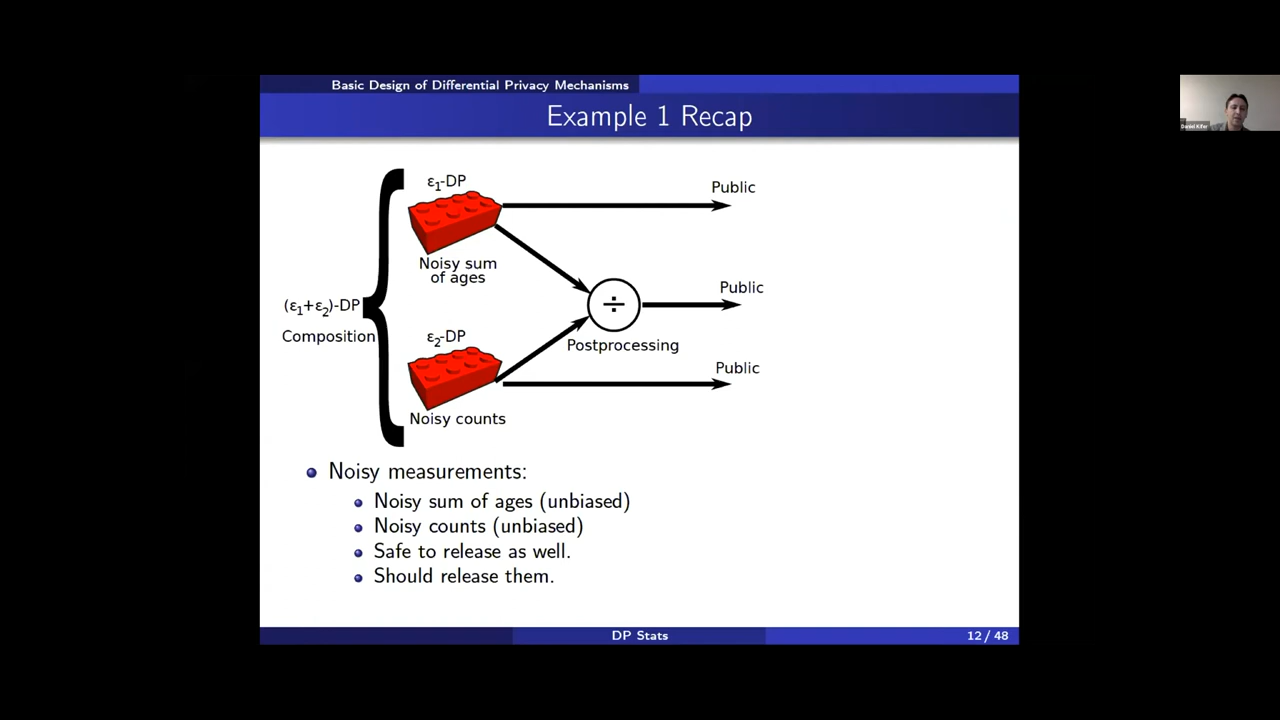 Basic Design of Differential Privacy Mechanisms
Example 1 Recap
ε1-DP
Public
Noisy sum
of ages
Public
(ε1+ε2)-DP
Composition
÷
Postprocessing
ε2-DP
Public
Noisy counts
Noisy measurements:
Noisy sum of ages (unbiased)
Noisy counts (unbiased)
Safe to release as well.
Should release them.
DP Stats
12 / 48
Daniel Kifer